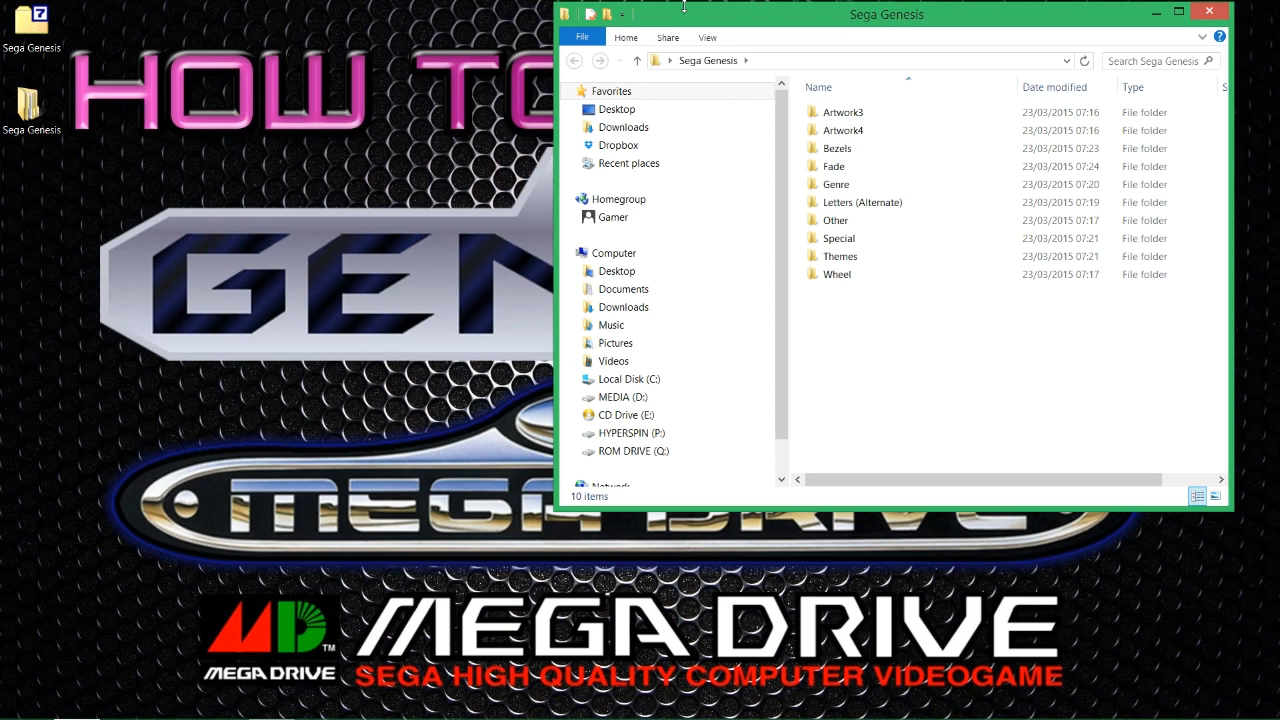 7
Sega Genesis
Sega Genesis
HOW TO
GEN
MEGA DRIVE
MD TM
MEGA DRIVE
MEGA DRIVE
SEGA HIGH QUALITY COMPUTER VIDEOGAME
Sega Genesis
File Home Share View
Sega Genesis
Search Sega Genesis
Favorites
Desktop
Downloads
Dropbox
Recent places
Homegroup
Gamer
Computer
Desktop
Documents
Downloads
Music
Pictures
Videos
Local Disk (C:)
MEDIA (D:)
CD Drive (E:)
HYPERSPIN (P:)
ROM DRIVE (Q:)
Network
Name Date modified Type S
Artwork3 23/03/2015 07:16 File folder
Artwork4 23/03/2015 07:16 File folder
Bezels 23/03/2015 07:23 File folder
Fade 23/03/2015 07:24 File folder
Genre 23/03/2015 07:20 File folder
Letters (Alternate) 23/03/2015 07:19 File folder
Other 23/03/2015 07:17 File folder
Special 23/03/2015 07:21 File folder
Themes 23/03/2015 07:21 File folder
Wheel 23/03/2015 07:17 File folder
10 items